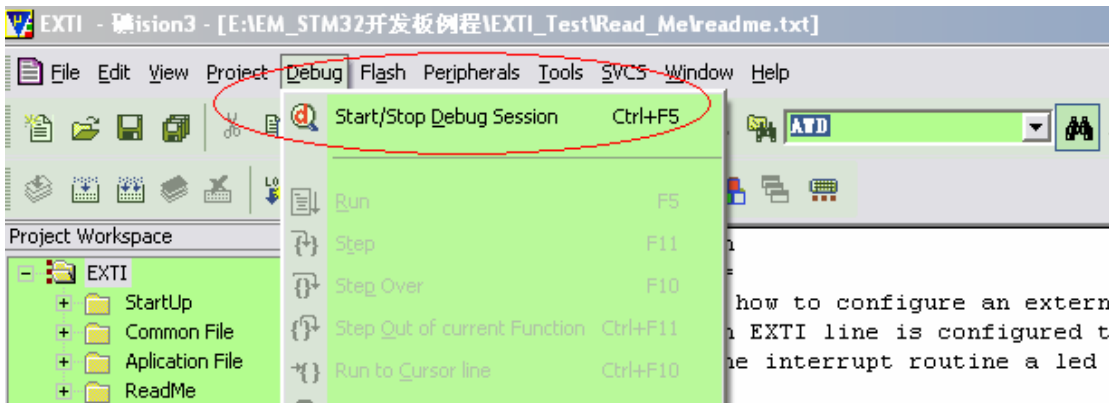 EXTI - 礦ision3 - [E:\EM_STM32开发板例程\EXTI_Test\Read_Me\readme.txt]
File Edit View Project Debug Flash Peripherals Tools SVCS Window Help
Start/Stop Debug Session Ctrl+F5
ATD
Run F5
Project Workspace
Step F11
EXTI
Step Over F10
StartUp
how to configure an extern
Common File
Step Out of current Function Ctrl+F11
EXTI line is configured t
Aplication File
Run to Cursor line Ctrl+F10
interrupt routine a led
ReadMe